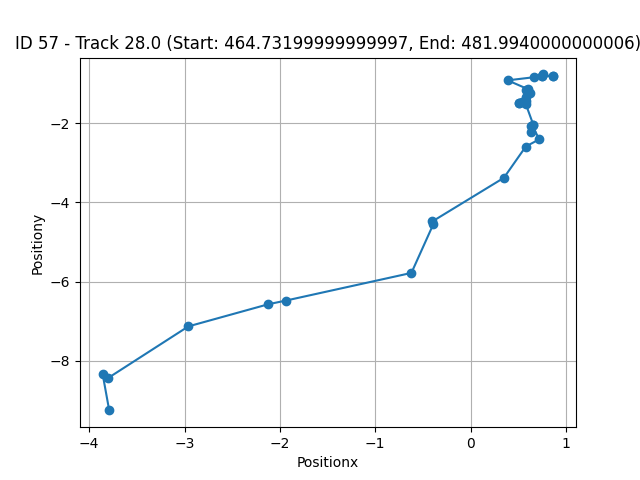 ID 57 - Track 28.0 (Start: 464.73199999999997, End: 481.9940000000006)
−2
−4
−6
−8
Positiony
−4 −3 −2 −1 0 1
Positionx